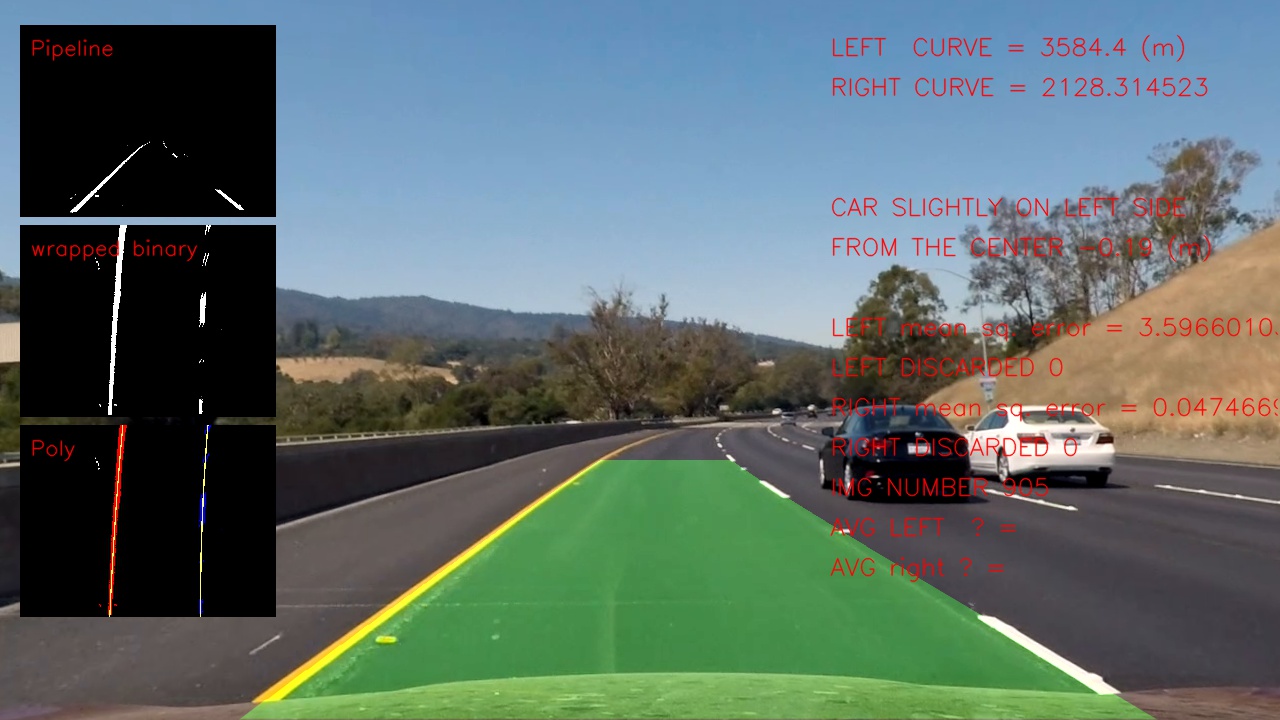 Pipeline
wrapped binary
Poly
LEFT CURVE = 3584.4 (m)
RIGHT CURVE = 2128.314523
CAR SLIGHTLY ON LEFT SIDE
FROM THE CENTER -0.19 (m)
LEFT mean sq. error = 3.5966010.
LEFT DISCARDED 0
RIGHT mean sq. error = 0.0474669
RIGHT DISCARDED 0
IMG NUMBER 905
AVG LEFT ? =
AVG right ? =